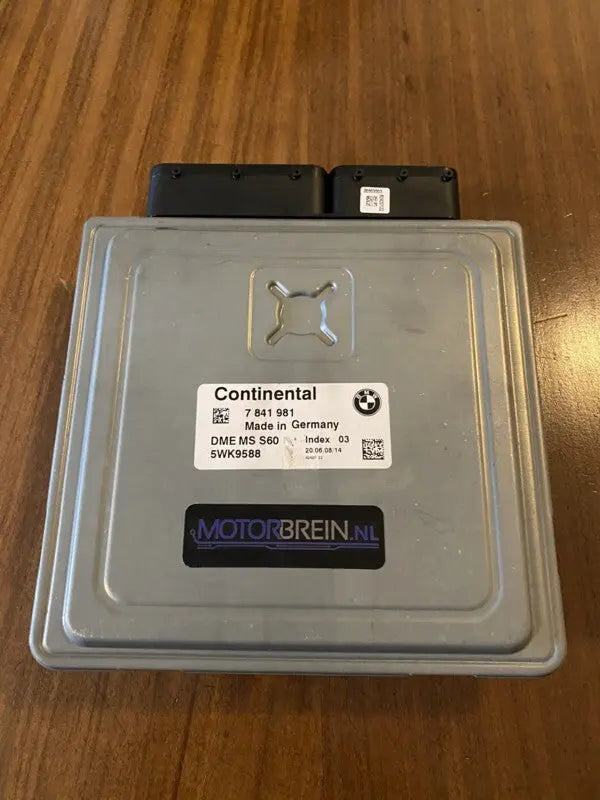 Continental
BMW
7 841 981
Made in Germany
DME MS S60
Index 03
5WK9588
20.06.08/14
MOTORBREIN.NL